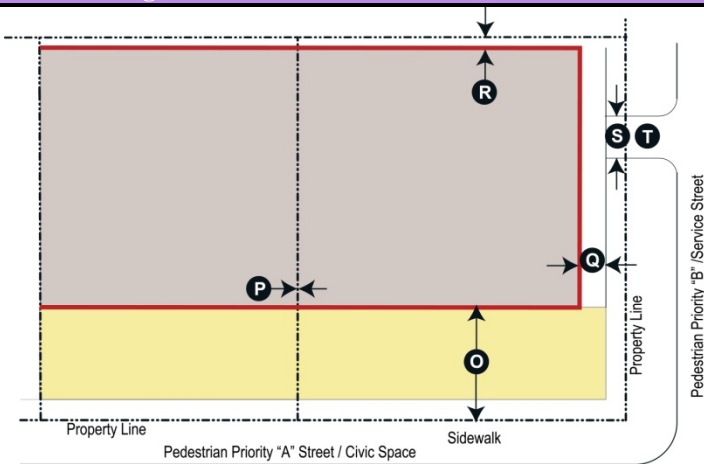 R
S T
Q
P
O
Property Line
Pedestrian Priority "B" /Service Street
Property Line
Sidewalk
Pedestrian Priority "A" Street / Civic Space